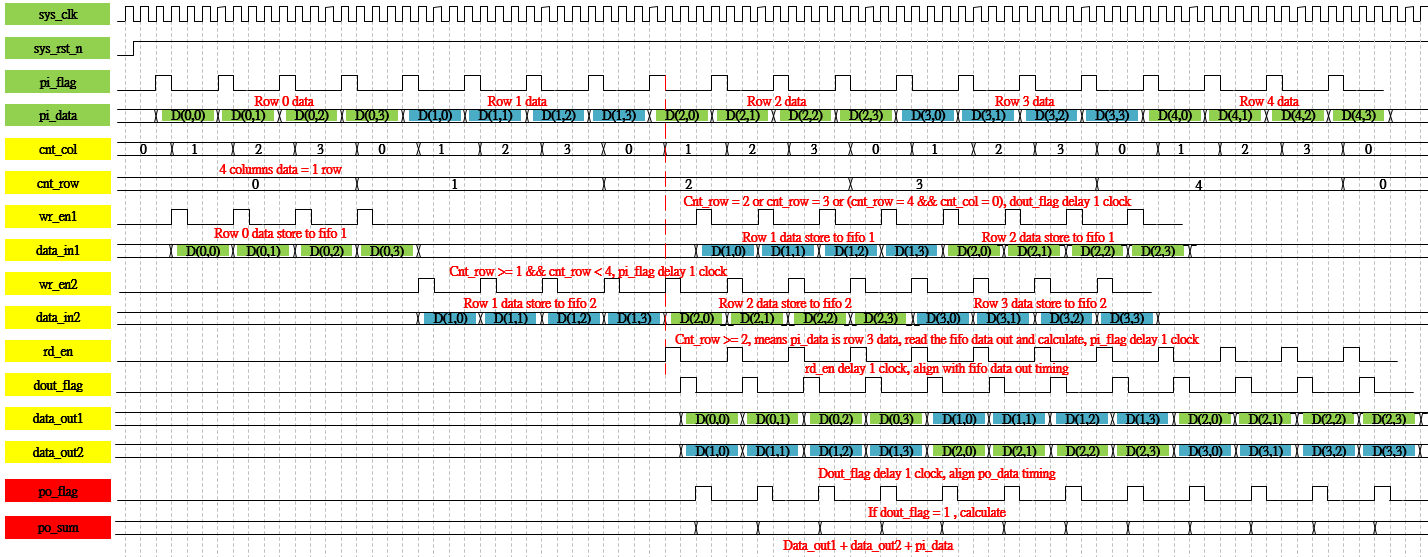 sys_clk
sys_rst_n
pi_flag
Row 0 data Row 1 data Row 2 data Row 3 data Row 4 data
pi_data D(0,0) D(0,1) D(0,2) D(0,3) D(1,0) D(1,1) D(1,2) D(1,3) D(2,0) D(2,1) D(2,2) D(2,3) D(3,0) D(3,1) D(3,2) D(3,3) D(4,0) D(4,1) D(4,2) D(4,3)
cnt_col 0 1 2 3 0 1 2 3 0 1 2 3 0 1 2 3 0 1 2 3 0
4 columns data = 1 row
cnt_row 0 1 2 3 4 0
Cnt_row = 2 or cnt_row = 3 or (cnt_row = 4 && cnt_col = 0), dout_flag delay 1 clock
wr_en1
Row 0 data store to fifo 1 Row 1 data store to fifo 1 Row 2 data store to fifo 1
data_in1 D(0,0) D(0,1) D(0,2) D(0,3) D(1,0) D(1,1) D(1,2) D(1,3) D(2,0) D(2,1) D(2,2) D(2,3)
Cnt_row >= 1 && cnt_row < 4, pi_flag delay 1 clock
wr_en2
Row 1 data store to fifo 2 Row 2 data store to fifo 2 Row 3 data store to fifo 2
data_in2 D(1,0) D(1,1) D(1,2) D(1,3) D(2,0) D(2,1) D(2,2) D(2,3) D(3,0) D(3,1) D(3,2) D(3,3)
Cnt_row >= 2, means pi_data is row 3 data, read the fifo data out and calculate, pi_flag delay 1 clock
rd_en
rd_en delay 1 clock, align with fifo data out timing
dout_flag
data_out1 D(0,0) D(0,1) D(0,2) D(0,3) D(1,0) D(1,1) D(1,2) D(1,3) D(2,0) D(2,1) D(2,2) D(2,3)
data_out2 D(1,0) D(1,1) D(1,2) D(1,3) D(2,0) D(2,1) D(2,2) D(2,3) D(3,0) D(3,1) D(3,2) D(3,3)
Dout_flag delay 1 clock, align po_data timing
po_flag
If dout_flag = 1 , calculate
po_sum
Data_out1 + data_out2 + pi_data